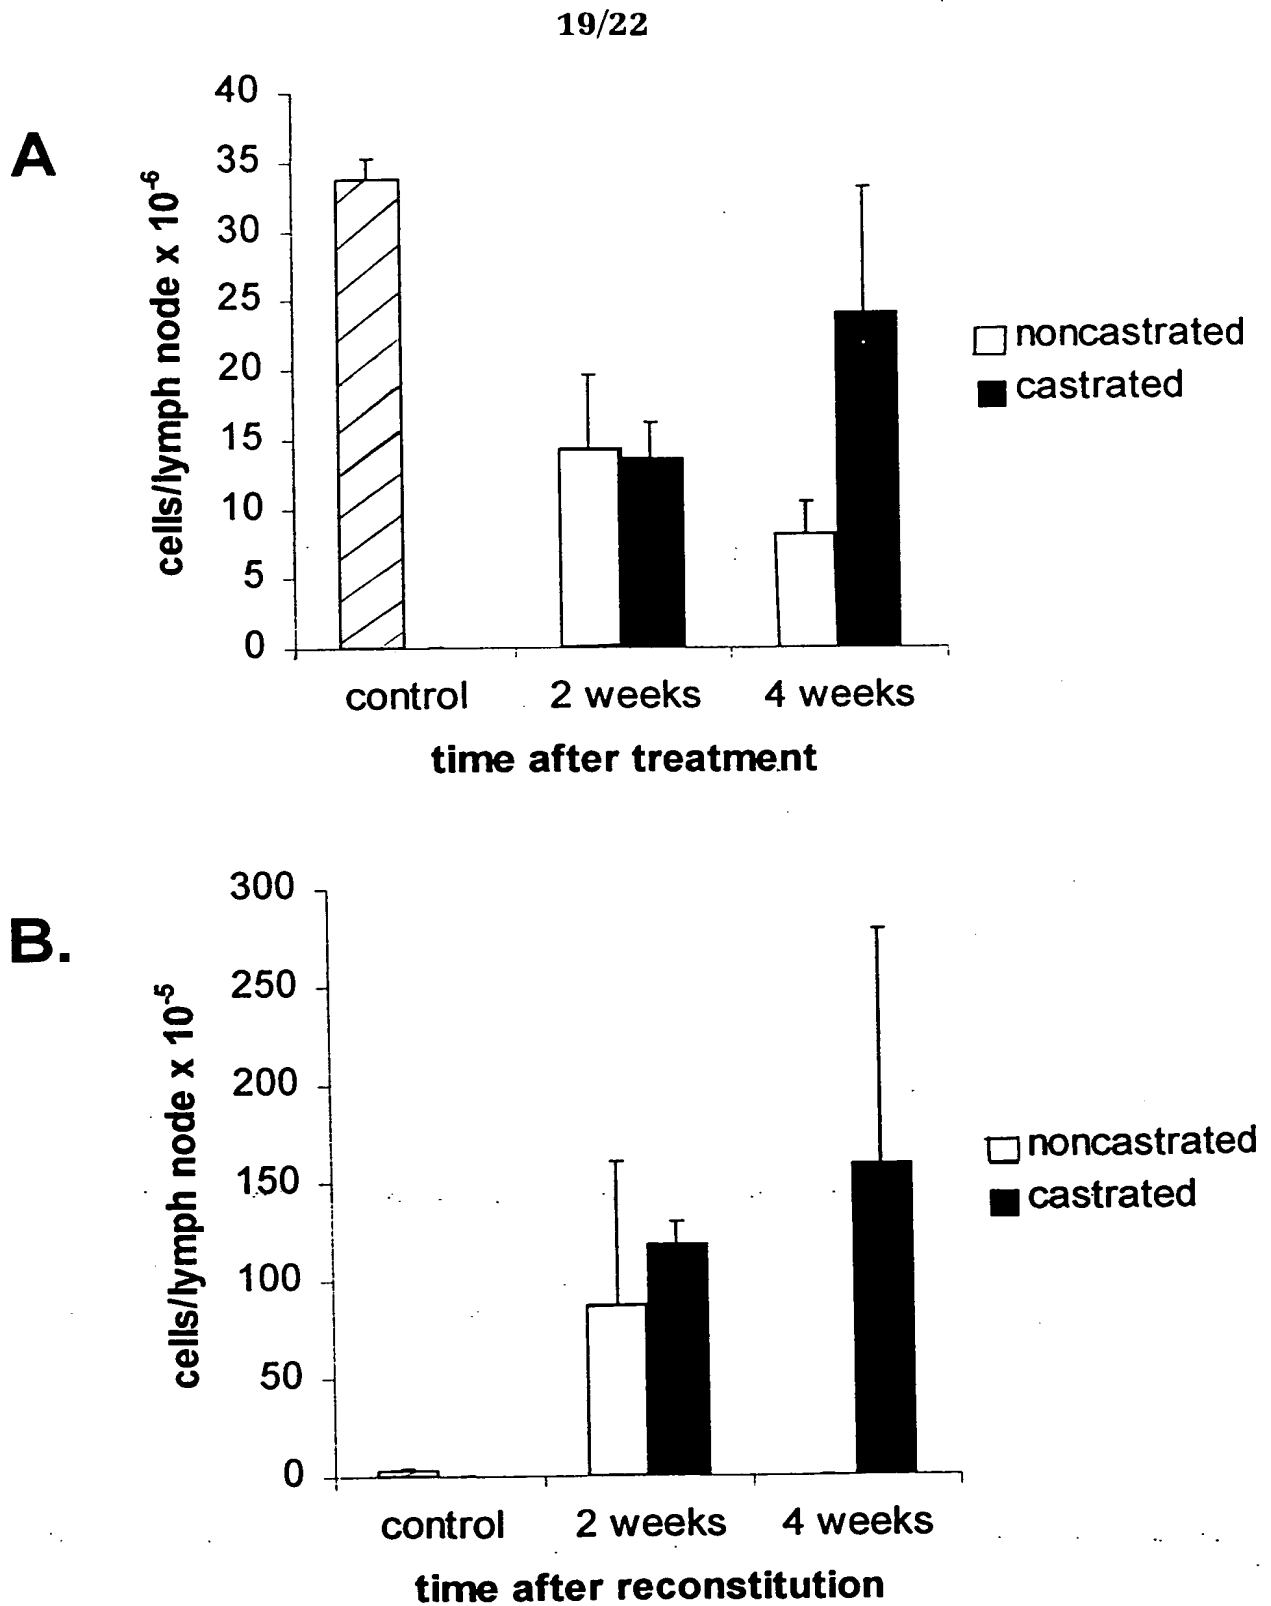 19/22
A
cells/lymph node x 10-6
40
35
30
25
20
15
10
5
0
control
2 weeks
4 weeks
time after treatment
noncastrated
castrated
B.
cells/lymph node x 10-5
300
250
200
150
100
50
0
control
2 weeks
4 weeks
time after reconstitution
noncastrated
castrated